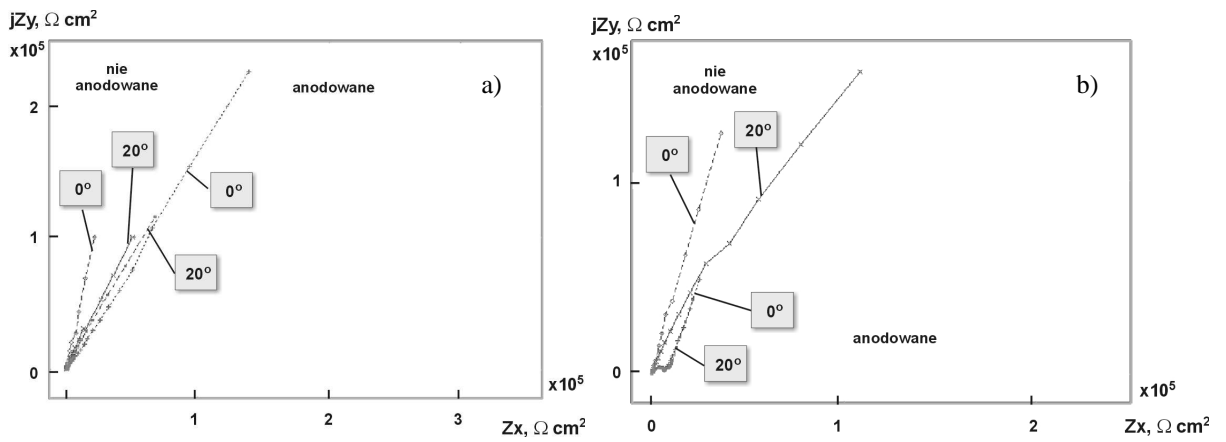 jZy, Ω cm²
x10⁵
nie
anodowane
anodowane
a)
2
20°
0°
0°
1
20°
0
x10⁵
1
2
3
Zx, Ω cm²
jZy, Ω cm²
x10⁵
nie
anodowane
b)
20°
0°
1
0°
anodowane
20°
0
x10⁵
0
1
2
Zx, Ω cm²